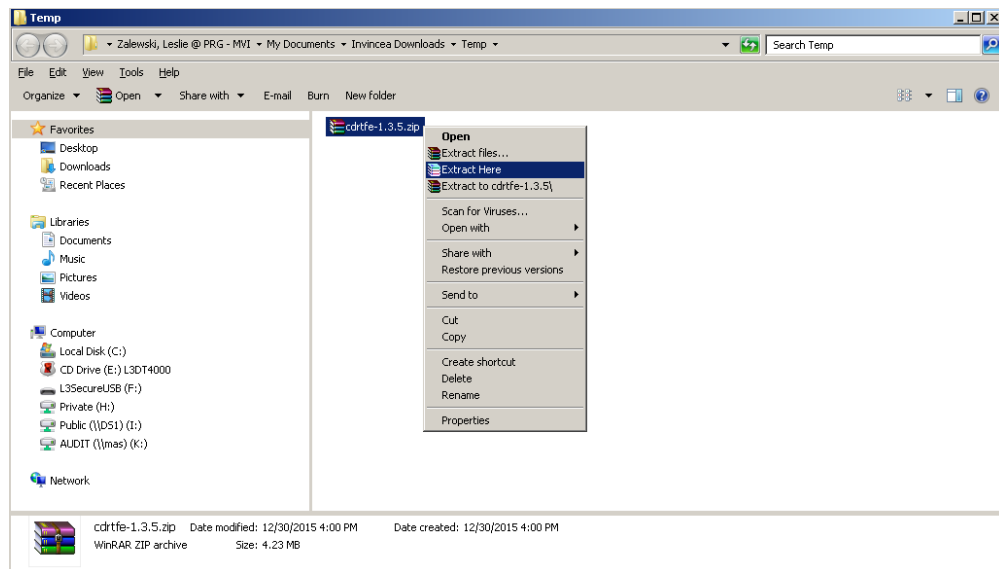 Temp
Zalewski, Leslie @ PRG - MVI My Documents Invincea Downloads Temp Search Temp
File Edit View Tools Help
Organize Open Share with E-mail Burn New folder
Favorites
Desktop
Downloads
Recent Places
Libraries
Documents
Music
Pictures
Videos
Computer
Local Disk (C:)
CD Drive (E:) L3DT4000
L3SecureUSB (F:)
Private (H:)
Public (\\DS1) (I:)
AUDIT (\\mas) (K:)
Network
cdrtfe-1.3.5.zip
Open
Extract files...
Extract Here
Extract to cdrtfe-1.3.5\
Scan for Viruses...
Open with
Share with
Restore previous versions
Send to
Cut
Copy
Create shortcut
Delete
Rename
Properties
cdrtfe-1.3.5.zip Date modified: 12/30/2015 4:00 PM Date created: 12/30/2015 4:00 PM
WinRAR ZIP archive Size: 4.23 MB